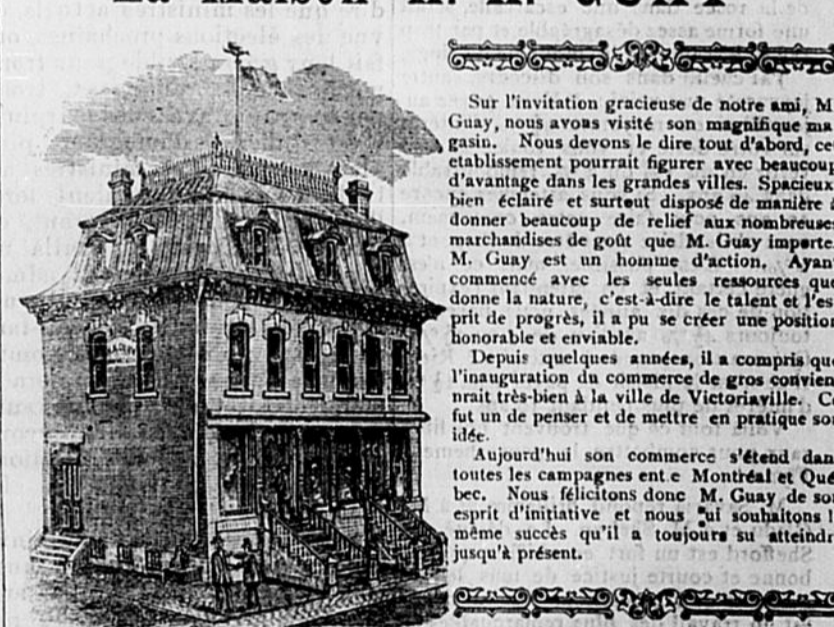 Sur l'invitation gracieuse de notre ami, M.
Guay, nous avons visité son magnifique ma-
gasin. Nous devons le dire tout d'abord, cet
etablissement pourrait figurer avec beaucoup
d'avantage dans les grandes villes. Spacieux,
bien éclairé et surtout disposé de manière à
donner beaucoup de relief aux nombreuses
marchandises de goût que M. Guay importe.
M. Guay est un homme d'action. Ayant
commencé avec les seules ressources que
donne la nature, c'est-à-dire le talent et l'es-
prit de progrès, il a pu se créer une position
honorable et enviable.
Depuis quelques années, il a compris que
l'inauguration du commerce de gros convien-
nrait très-bien à la ville de Victoriaville. Ce
fut un de penser et de mettre en pratique son
idée.
Aujourd'hui son commerce s'étend dans
toutes les campagnes ent e Montréal et Qué-
bec. Nous félicitons donc M. Guay de son
esprit d'initiative et nous ui souhaitons l
même succès qu'il a toujours su atteindr
jusqu'à présent.